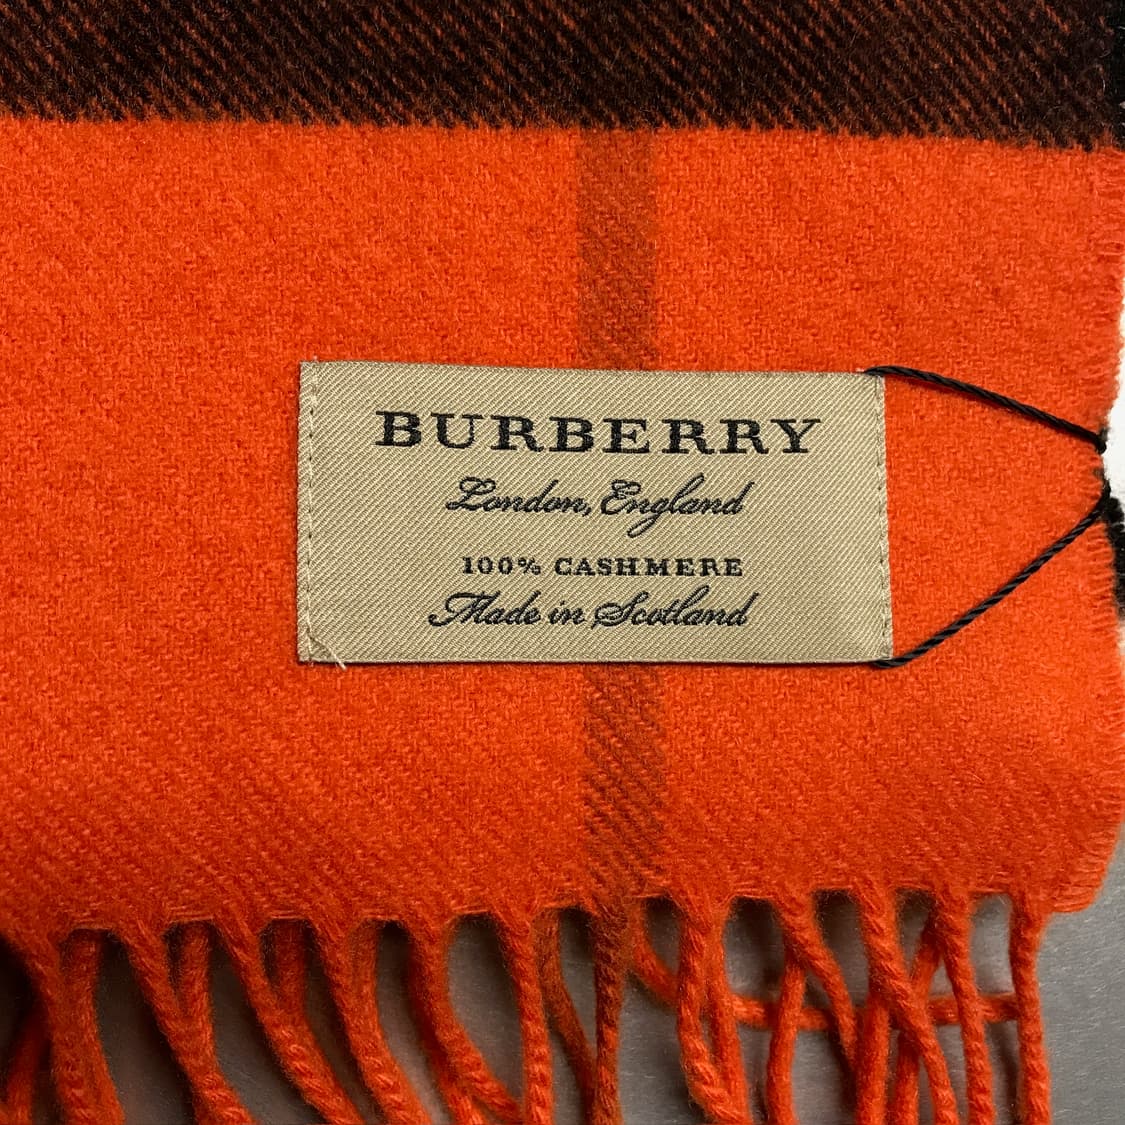 BURBERRY
London, England
100% CASHMERE
Made in Scotland